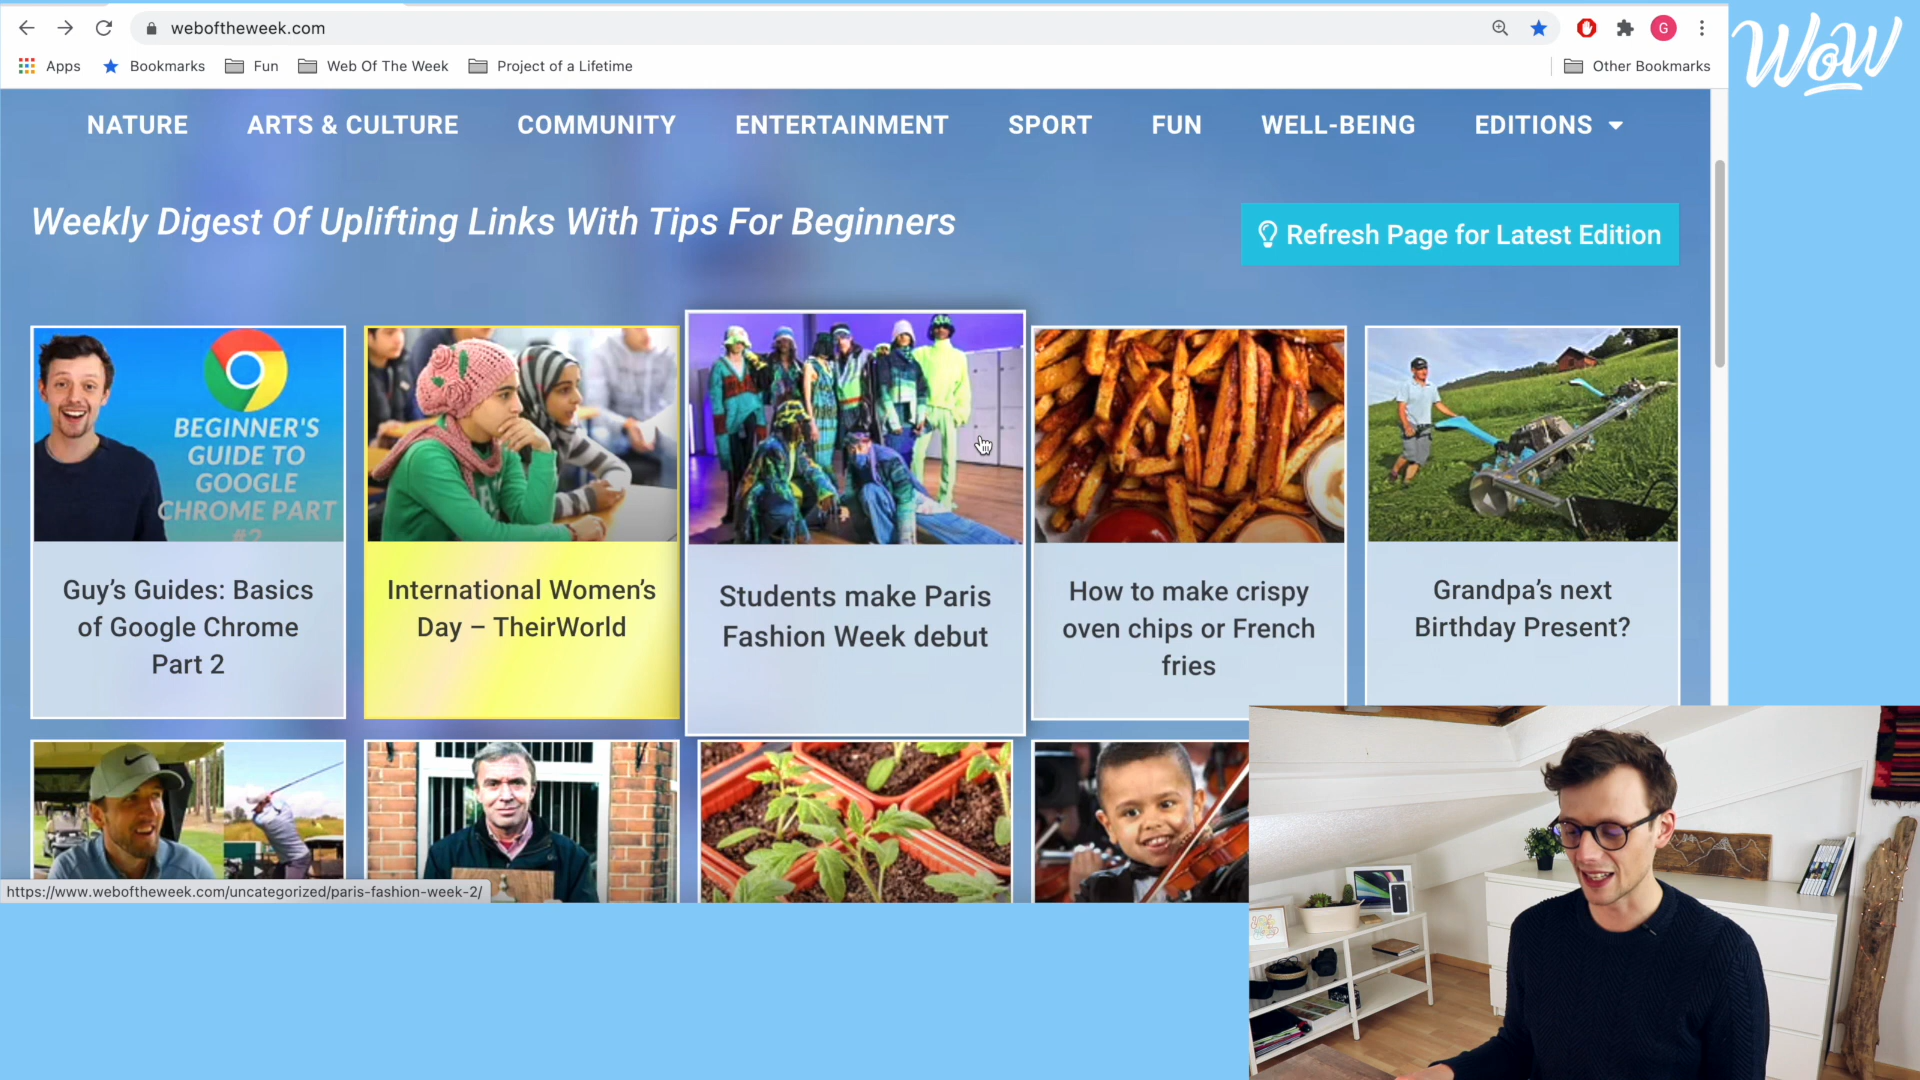 weboftheweek.com
G
WOW
Apps Bookmarks Fun Web Of The Week Project of a Lifetime Other Bookmarks
NATURE ARTS & CULTURE COMMUNITY ENTERTAINMENT SPORT FUN WELL-BEING EDITIONS
Weekly Digest Of Uplifting Links With Tips For Beginners
Refresh Page for Latest Edition
BEGINNER'S
GUIDE TO
GOOGLE
CHROME PART
#2
Guy's Guides: Basics
of Google Chrome
Part 2
International Women's
Day – TheirWorld
Students make Paris
Fashion Week debut
How to make crispy
oven chips or French
fries
Grandpa's next
Birthday Present?
https://www.weboftheweek.com/uncategorized/paris-fashion-week-2/